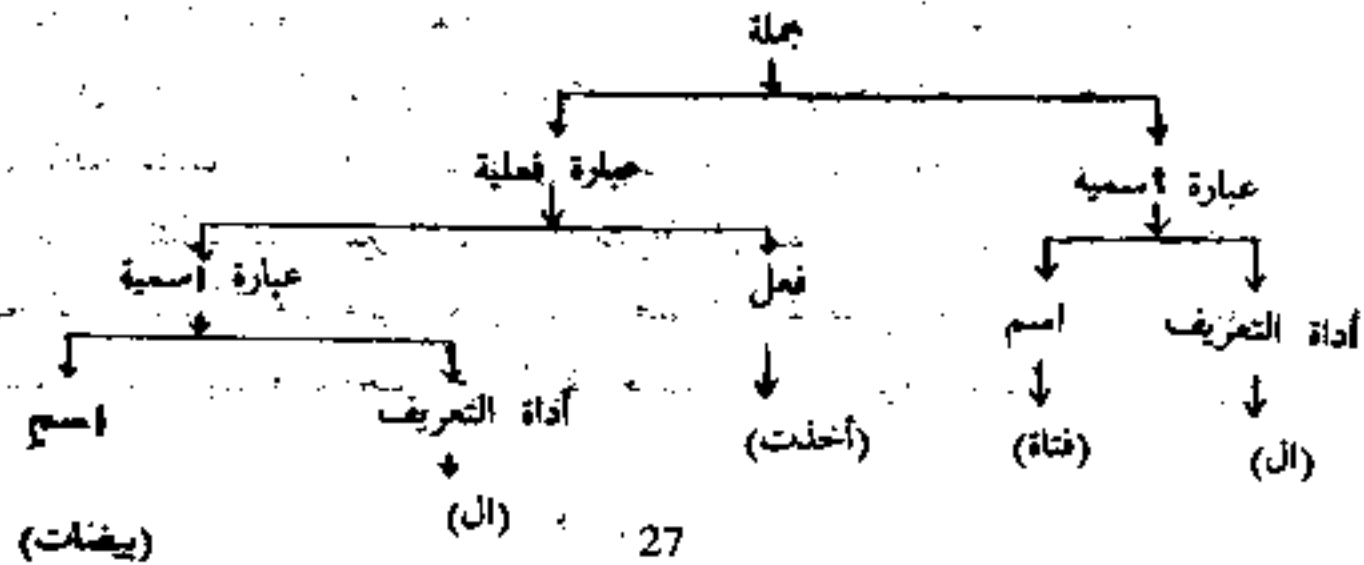 جملة
عبارة اسمية عبارة فعلية
أداة التعريف اسم فعل عبارة اسمية
(ال) (فتاة) (أخذت) أداة التعريف اسم
(ال) (بيضات)
27